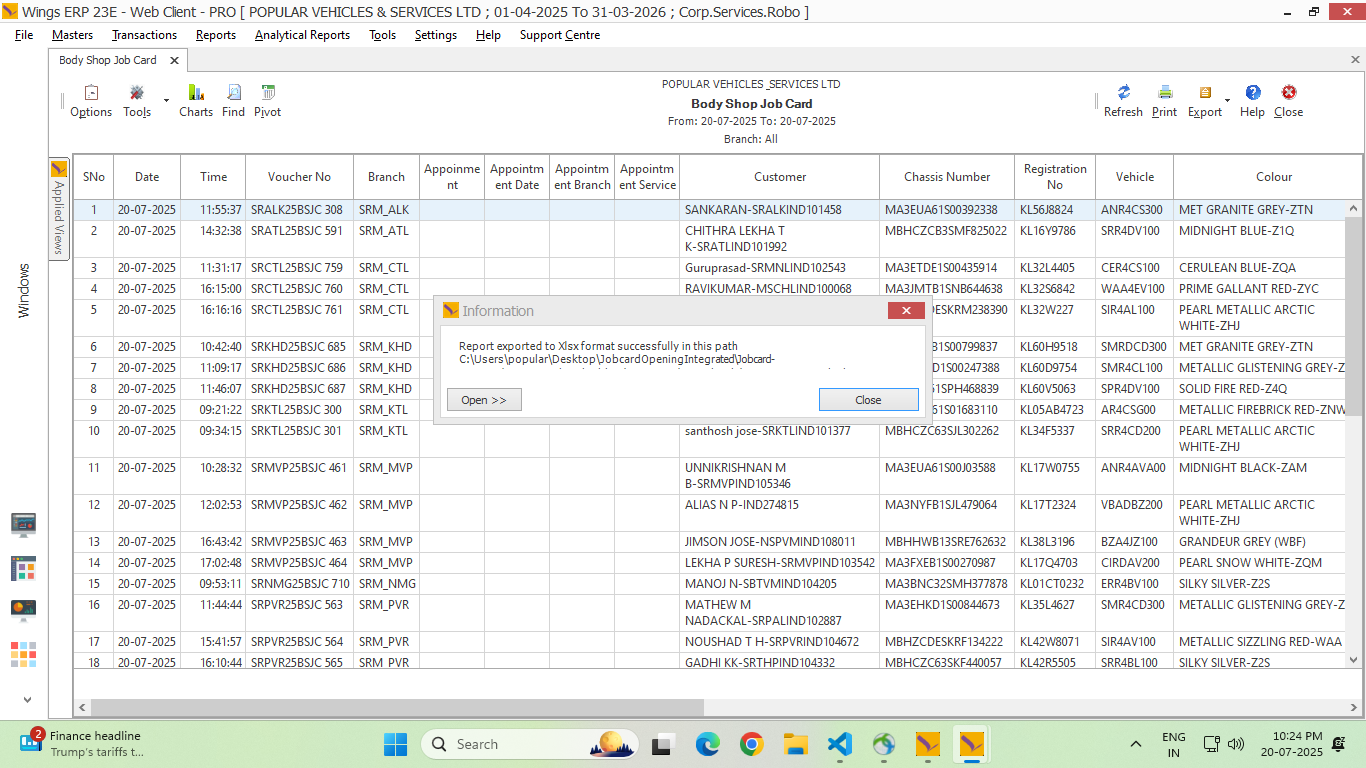 Wings ERP 23E - Web Client - PRO [ POPULAR VEHICLES & SERVICES LTD ; 01-04-2025 To 31-03-2026 ; Corp.Services.Robo ]
File Masters Transactions Reports Analytical Reports Tools Settings Help Support Centre
Body Shop Job Card
Options Tools Charts Find Pivot
POPULAR VEHICLES_SERVICES LTD
Body Shop Job Card
From: 20-07-2025 To: 20-07-2025
Branch: All
Refresh Print Export Help Close
Windows
Applied Views
SNo Date Time Voucher No Branch Appointment Appointment Date Appointment Branch Appointment Service Customer Chassis Number Registration No Vehicle Colour
1 20-07-2025 11:55:37 SRALK25BSJC 308 SRM_ALK SANKARAN-SRALKIND101458 MA3EUA61S00392338 KL56J8824 ANR4CS300 MET GRANITE GREY-ZTN
2 20-07-2025 14:32:38 SRATL25BSJC 591 SRM_ATL CHITHRA LEKHA T K-SRATLIND101992 MBHCZCB3SMF825022 KL16Y9786 SRR4DV100 MIDNIGHT BLUE-Z1Q
3 20-07-2025 11:31:17 SRCTL25BSJC 759 SRM_CTL Guruprasad-SRMNLIND102543 MA3ETDE1S00435914 KL32L4405 CER4CS100 CERULEAN BLUE-ZQA
4 20-07-2025 16:15:00 SRCTL25BSJC 760 SRM_CTL RAVIKUMAR-MSCHLIND100068 MA3JMTB1SNB644638 KL32S6842 WAA4EV100 PRIME GALLANT RED-ZYC
5 20-07-2025 16:16:16 SRCTL25BSJC 761 SRM_CTL DESKRM238390 KL32W227 SIR4AL100 PEARL METALLIC ARCTIC WHITE-ZHJ
6 20-07-2025 10:42:40 SRKHD25BSJC 685 SRM_KHD B1S00799837 KL60H9518 SMRDCD300 MET GRANITE GREY-ZTN
7 20-07-2025 11:09:17 SRKHD25BSJC 686 SRM_KHD D1S00247388 KL60D9754 SMR4CL100 METALLIC GLISTENING GREY-Z
8 20-07-2025 11:46:07 SRKHD25BSJC 687 SRM_KHD 61SPH468839 KL60V5063 SPR4DV100 SOLID FIRE RED-Z4Q
9 20-07-2025 09:21:22 SRKTL25BSJC 300 SRM_KTL 61S01683110 KL05AB4723 AR4CSG00 METALLIC FIREBRICK RED-ZNW
10 20-07-2025 09:34:15 SRKTL25BSJC 301 SRM_KTL santhosh jose-SRKTLIND101377 MBHCZC63SJL302262 KL34F5337 SRR4CD200 PEARL METALLIC ARCTIC WHITE-ZHJ
11 20-07-2025 10:28:32 SRMVP25BSJC 461 SRM_MVP UNNIKRISHNAN M B-SRMVPIND105346 MA3EUA61S00J03588 KL17W0755 ANR4AVA00 MIDNIGHT BLACK-ZAM
12 20-07-2025 12:02:53 SRMVP25BSJC 462 SRM_MVP ALIAS N P-IND274815 MA3NYFB1SJL479064 KL17T2324 VBADBZ200 PEARL METALLIC ARCTIC WHITE-ZHJ
13 20-07-2025 16:43:42 SRMVP25BSJC 463 SRM_MVP JIMSON JOSE-NSPVMIND108011 MBHHWB13SRE762632 KL38L3196 BZA4JZ100 GRANDEUR GREY (WBF)
14 20-07-2025 17:02:48 SRMVP25BSJC 464 SRM_MVP LEKHA P SURESH-SRMVPIND103542 MA3FXEB1S00270987 KL17Q4703 CIRDAV200 PEARL SNOW WHITE-ZQM
15 20-07-2025 09:53:11 SRNMG25BSJC 710 SRM_NMG MANOJ N-SBTVMIND104205 MA3BNC32SMH377878 KL01CT0232 ERR4BV100 SILKY SILVER-Z2S
16 20-07-2025 11:44:44 SRPVR25BSJC 563 SRM_PVR MATHEW M NADACKAL-SRPALIND102887 MA3EHKD1S00844673 KL35L4627 SMR4CD300 METALLIC GLISTENING GREY-Z
17 20-07-2025 15:41:57 SRPVR25BSJC 564 SRM_PVR NOUSHAD T H-SRPVRIND104672 MBHZCDESKRF134222 KL42W8071 SIR4AV100 METALLIC SIZZLING RED-WAA
18 20-07-2025 16:10:44 SRPVR25BSJC 565 SRM_PVR GADHI KK-SRTHPIND104332 MBHCZC63SKF440057 KL42R5505 SRR4BL100 SILKY SILVER-Z2S
Information
Report exported to Xlsx format successfully in this path
C:\Users\popular\Desktop\JobcardOpeningIntegrated\Jobcard-
Open >> Close
2
Finance headline
Trump's tariffs t...
Search
ENG
IN
10:24 PM
20-07-2025